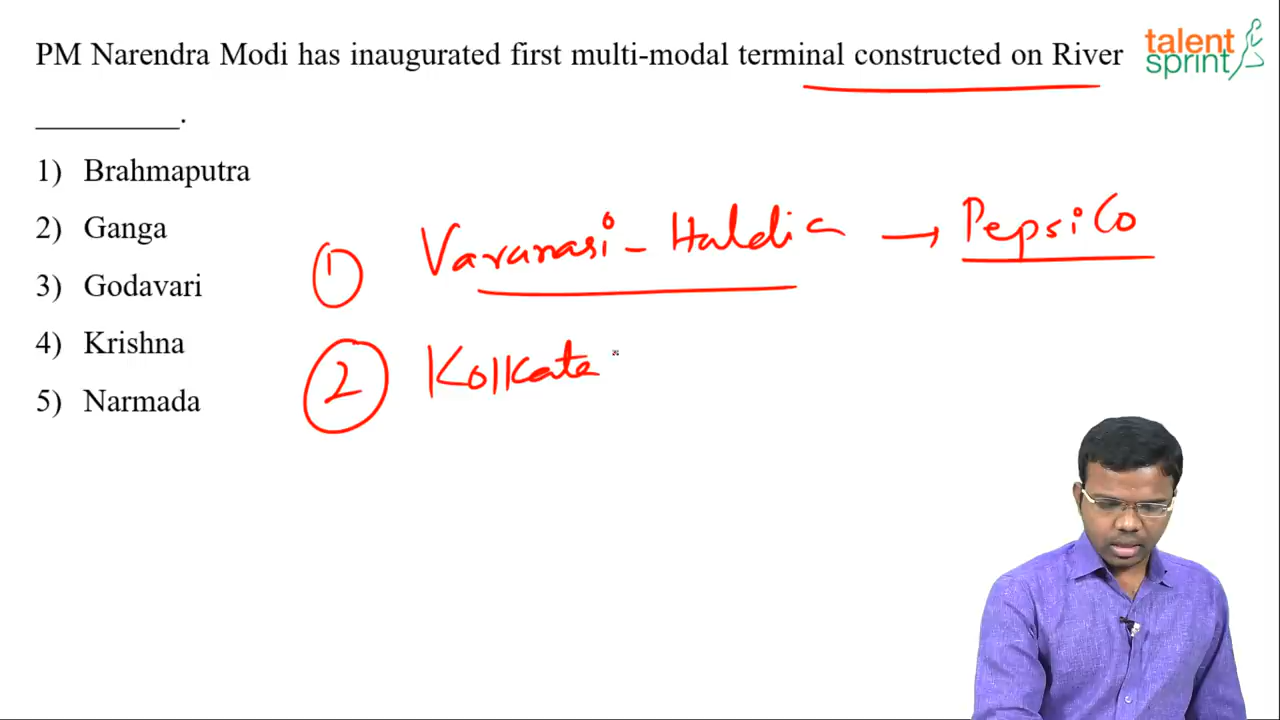 PM Narendra Modi has inaugurated first multi-modal terminal constructed on River
__________.
talent
sprint
1) Brahmaputra
2) Ganga
3) Godavari
4) Krishna
5) Narmada
1 Varanasi - Haldia → PepsiCo
2 Kolkata